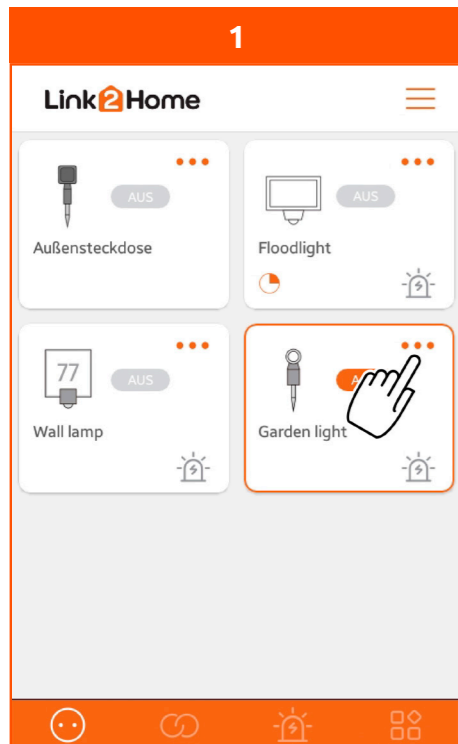 1
Link2Home
AUS
Außensteckdose
AUS
Floodlight
77
AUS
Wall lamp
Garden light